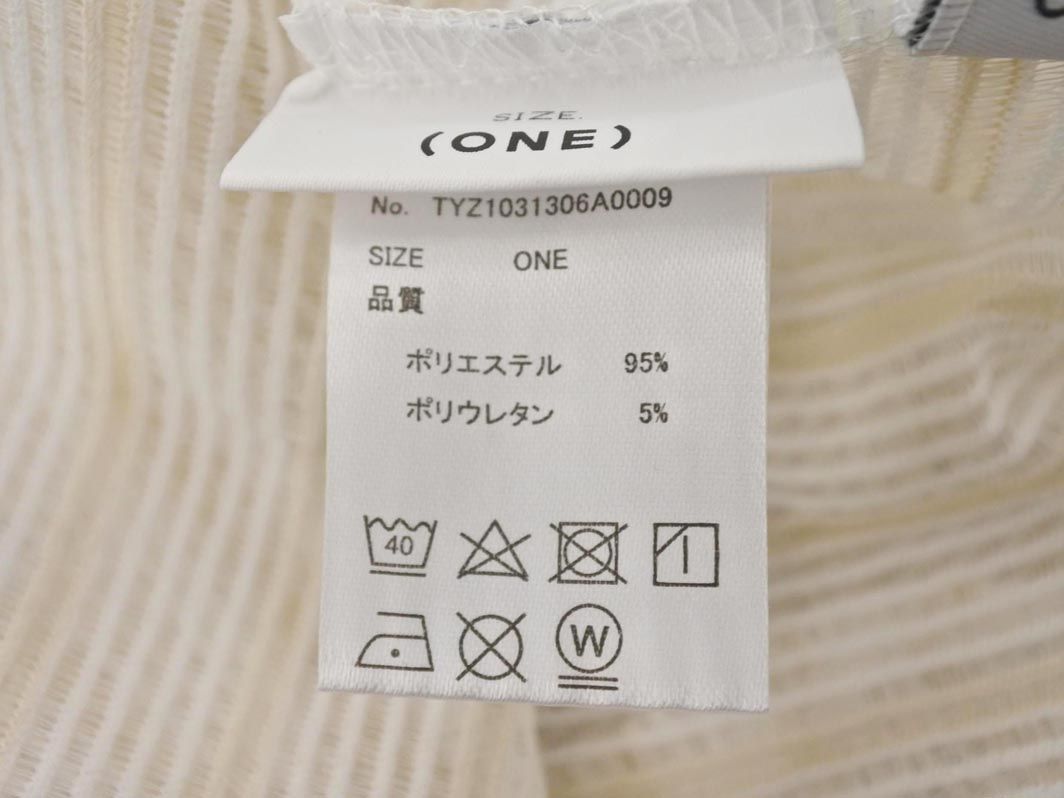 SIZE.
(ONE)
No. TYZ1031306A0009
SIZE ONE
品質
ポリエステル 95%
ポリウレタン 5%
40
W